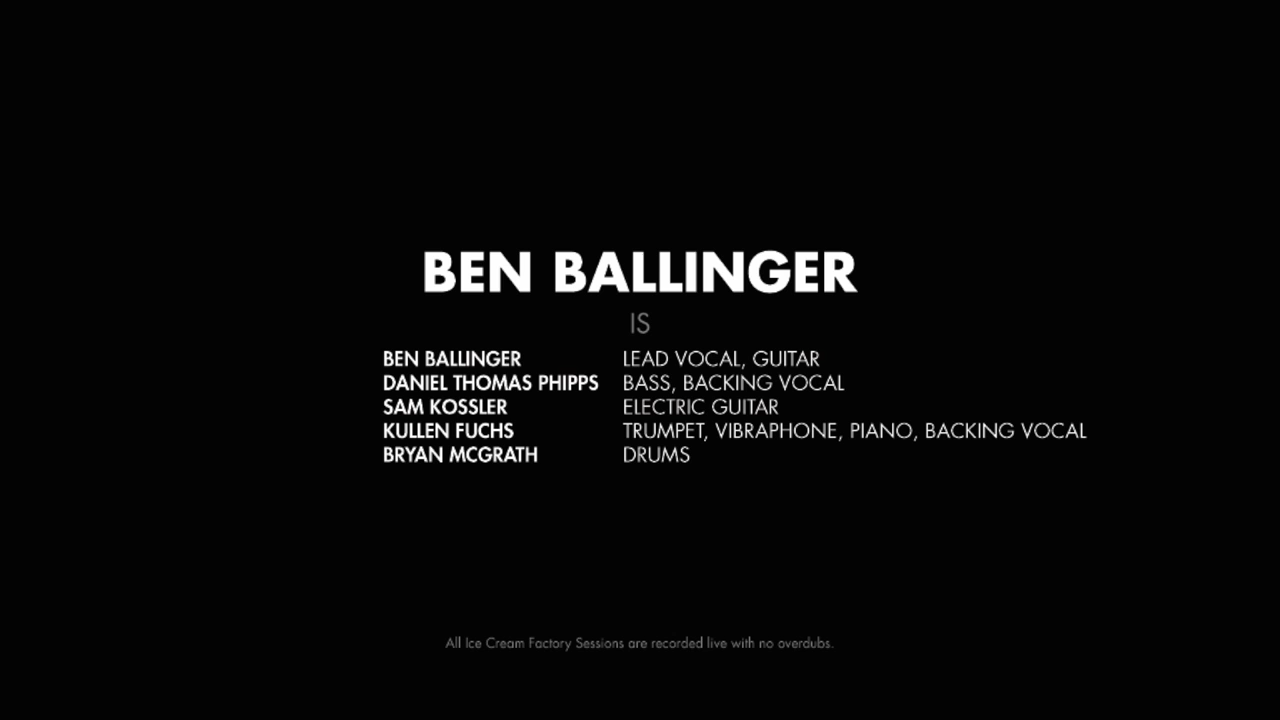 BEN BALLINGER
IS
BEN BALLINGER LEAD VOCAL, GUITAR
DANIEL THOMAS PHIPPS BASS, BACKING VOCAL
SAM KOSSLER ELECTRIC GUITAR
KULLEN FUCHS TRUMPET, VIBRAPHONE, PIANO, BACKING VOCAL
BRYAN MCGRATH DRUMS
All Ice Cream Factory Sessions are recorded live with no overdubs.